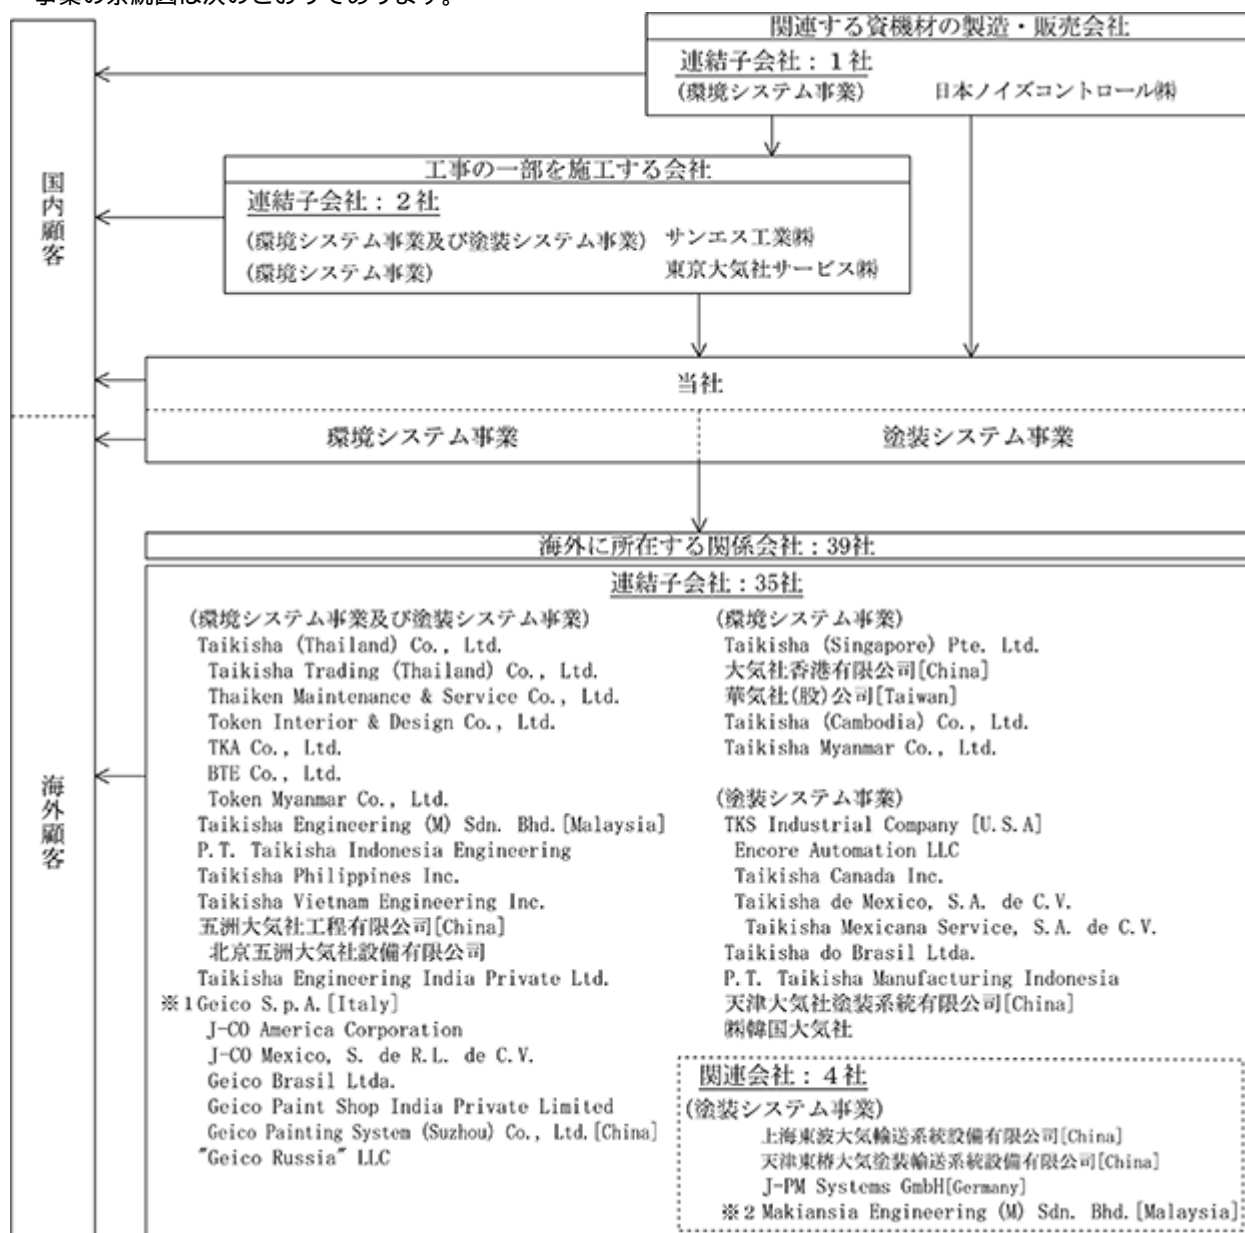 事業の系統図は次のとおりであります。
関連する資機材の製造・販売会社
連結子会社：１社
(環境システム事業) 日本ノイズコントロール㈱
工事の一部を施工する会社
連結子会社：２社
(環境システム事業及び塗装システム事業) サンエス工業㈱
(環境システム事業) 東京大気社サービス㈱
国内顧客
当社
環境システム事業 塗装システム事業
海外に所在する関係会社：39社
連結子会社：35社
海外顧客
(環境システム事業及び塗装システム事業)
Taikisha (Thailand) Co., Ltd.
Taikisha Trading (Thailand) Co., Ltd.
Thaiken Maintenance & Service Co., Ltd.
Token Interior & Design Co., Ltd.
TKA Co., Ltd.
BTE Co., Ltd.
Token Myanmar Co., Ltd.
Taikisha Engineering (M) Sdn. Bhd.[Malaysia]
P.T. Taikisha Indonesia Engineering
Taikisha Philippines Inc.
Taikisha Vietnam Engineering Inc.
五洲大気社工程有限公司[China]
北京五洲大気社設備有限公司
Taikisha Engineering India Private Ltd.
※１Geico S.p.A.[Italy]
J-CO America Corporation
J-CO Mexico, S. de R.L. de C.V.
Geico Brasil Ltda.
Geico Paint Shop India Private Limited
Geico Painting System (Suzhou) Co., Ltd.[China]
"Geico Russia" LLC
(環境システム事業)
Taikisha (Singapore) Pte. Ltd.
大気社香港有限公司[China]
華気社(股)公司[Taiwan]
Taikisha (Cambodia) Co., Ltd.
Taikisha Myanmar Co., Ltd.
(塗装システム事業)
TKS Industrial Company [U.S.A]
Encore Automation LLC
Taikisha Canada Inc.
Taikisha de Mexico, S.A. de C.V.
Taikisha Mexicana Service, S.A. de C.V.
Taikisha do Brasil Ltda.
P.T. Taikisha Manufacturing Indonesia
天津大気社塗装系統有限公司[China]
㈱韓国大気社
関連会社：４社
(塗装システム事業)
上海東波大気輸送系統設備有限公司[China]
天津東椿大気塗装輸送系統設備有限公司[China]
J-PM Systems GmbH[Germany]
※２Makiansia Engineering (M) Sdn. Bhd.[Malaysia]